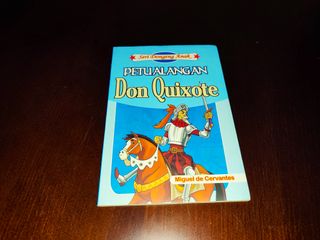 Seri Dongeng Anak
PETUALANGAN
Don Quixote
Miguel de Cervantes